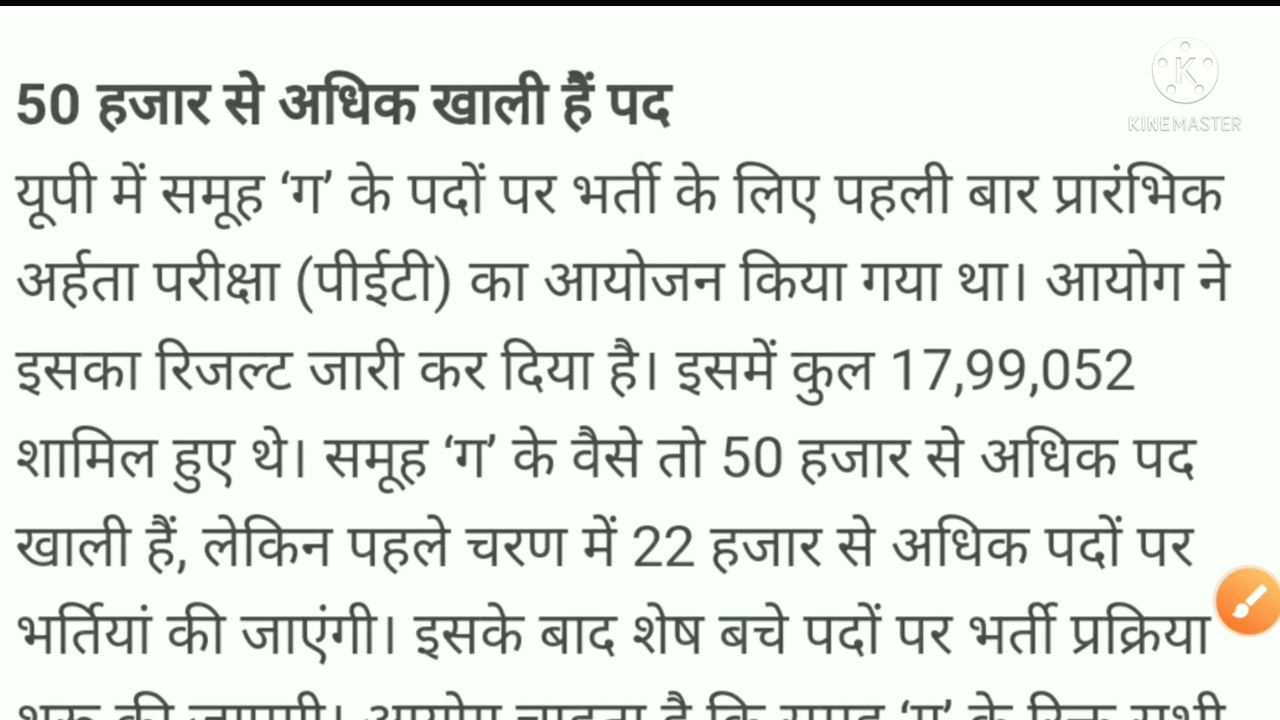 50 हजार से अधिक खाली हैं पद
KINEMASTER
यूपी में समूह ‘ग’ के पदों पर भर्ती के लिए पहली बार प्रारंभिक
अर्हता परीक्षा (पीईटी) का आयोजन किया गया था। आयोग ने
इसका रिजल्ट जारी कर दिया है। इसमें कुल 17,99,052
शामिल हुए थे। समूह ‘ग’ के वैसे तो 50 हजार से अधिक पद
खाली हैं, लेकिन पहले चरण में 22 हजार से अधिक पदों पर
भर्तियां की जाएंगी। इसके बाद शेष बचे पदों पर भर्ती प्रक्रिया